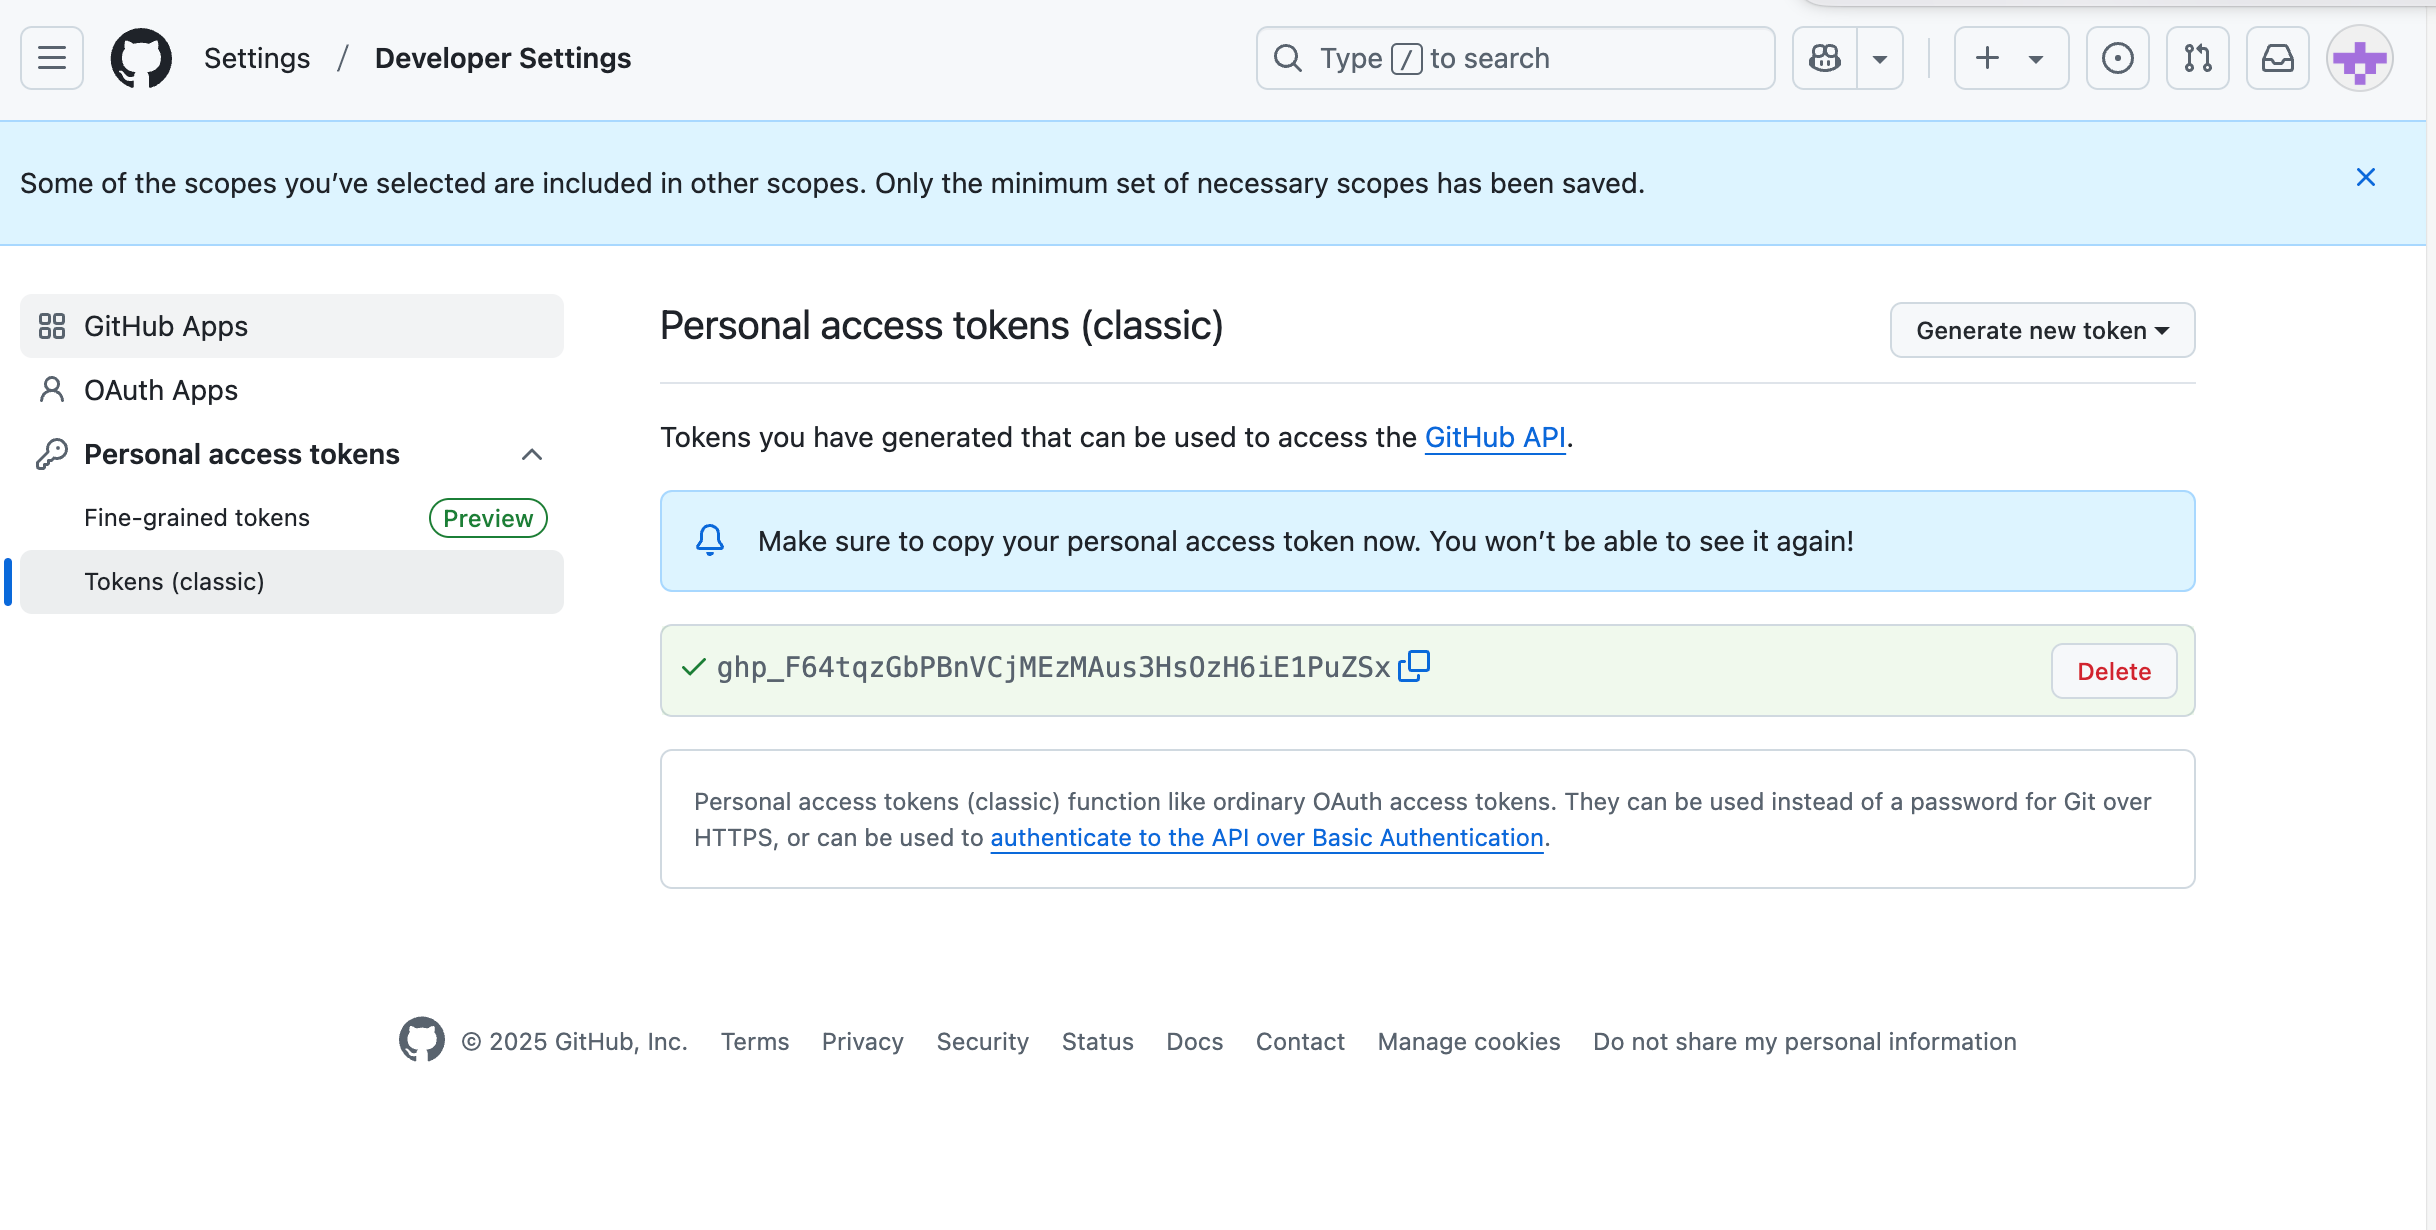 Settings / Developer Settings
Type / to search
Some of the scopes you’ve selected are included in other scopes. Only the minimum set of necessary scopes has been saved.
GitHub Apps
OAuth Apps
Personal access tokens
Fine-grained tokens Preview
Tokens (classic)
Personal access tokens (classic)
Generate new token
Tokens you have generated that can be used to access the GitHub API.
Make sure to copy your personal access token now. You won’t be able to see it again!
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
Delete
Personal access tokens (classic) function like ordinary OAuth access tokens. They can be used instead of a password for Git over
HTTPS, or can be used to authenticate to the API over Basic Authentication.
© 2025 GitHub, Inc. Terms Privacy Security Status Docs Contact Manage cookies Do not share my personal information